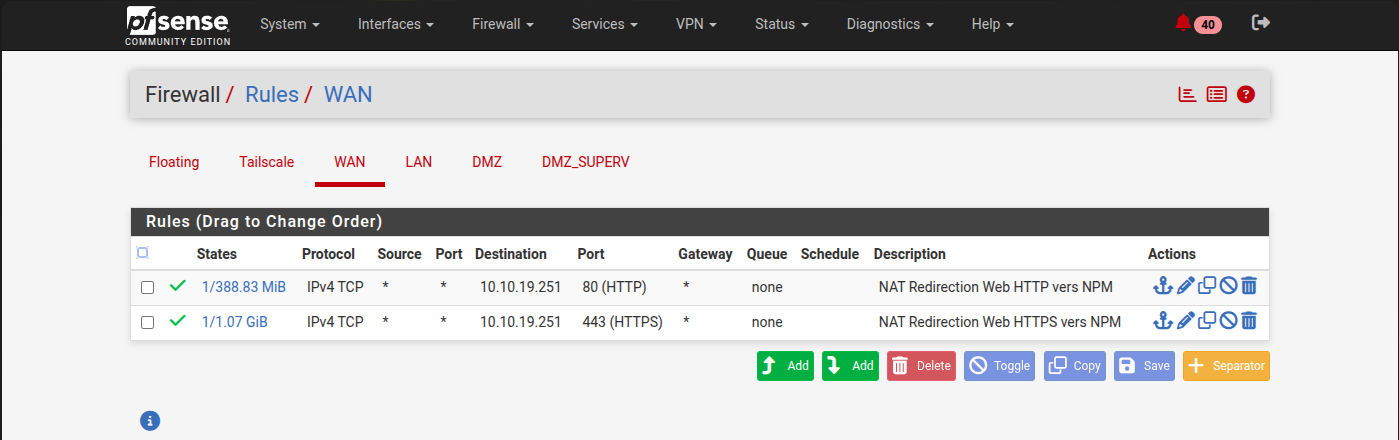 pfsense COMMUNITY EDITION System Interfaces Firewall Services VPN Status Diagnostics Help 40
Firewall / Rules / WAN
Floating Tailscale WAN LAN DMZ DMZ_SUPERV
Rules (Drag to Change Order)
States Protocol Source Port Destination Port Gateway Queue Schedule Description Actions
1/388.83 MiB IPv4 TCP * * 10.10.19.251 80 (HTTP) * none NAT Redirection Web HTTP vers NPM
1/1.07 GiB IPv4 TCP * * 10.10.19.251 443 (HTTPS) * none NAT Redirection Web HTTPS vers NPM
Add Add Delete Toggle Copy Save Separator